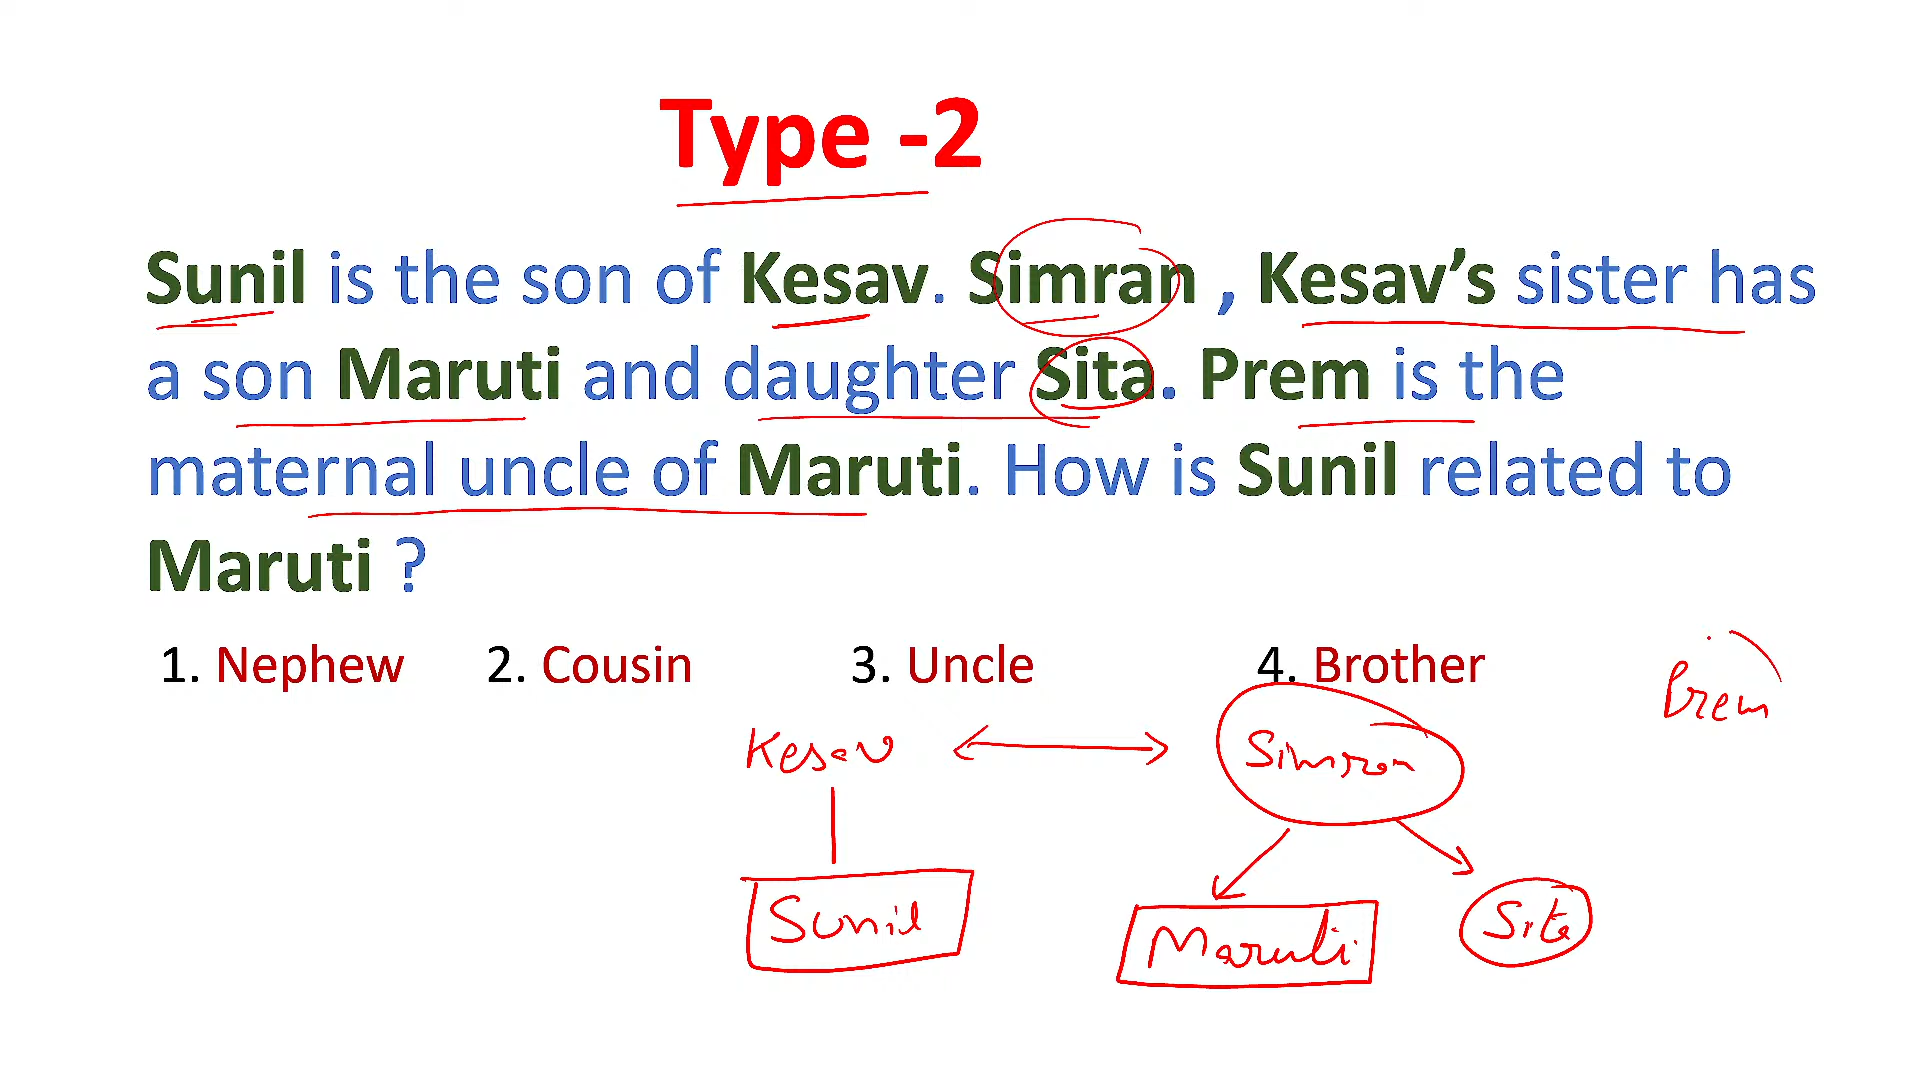 Type -2
Sunil is the son of Kesav. Simran , Kesav’s sister has
a son Maruti and daughter Sita. Prem is the
maternal uncle of Maruti. How is Sunil related to
Maruti ?
1. Nephew 2. Cousin 3. Uncle 4. Brother
Prem
Kesav Simran
Sunil Maruti Sita